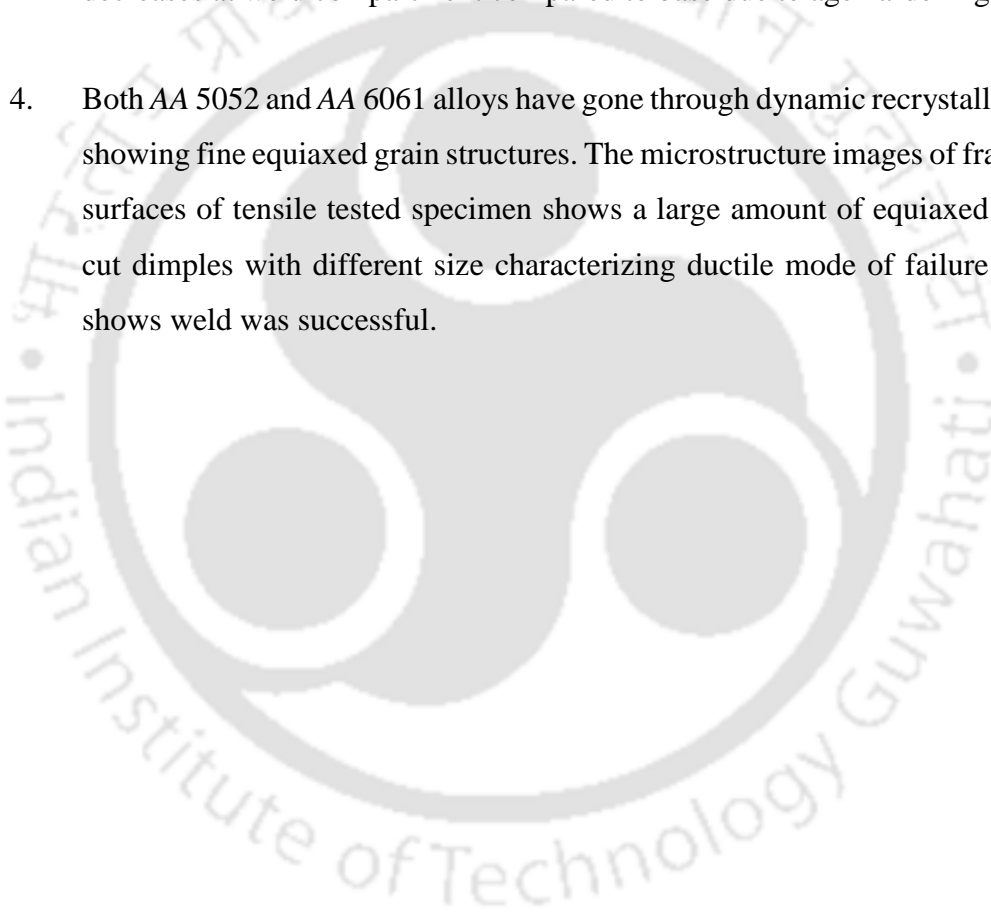 4. Both AA 5052 and AA 6061 alloys have gone through dynamic
showing fine equiaxed grain structures. The microstructure images of
surfaces of tensile tested specimen shows a large amount of equiaxed
cut dimples with different size characterizing ductile mode of failure
shows weld was successful.
• Indian Institute of Technology Guwahati •